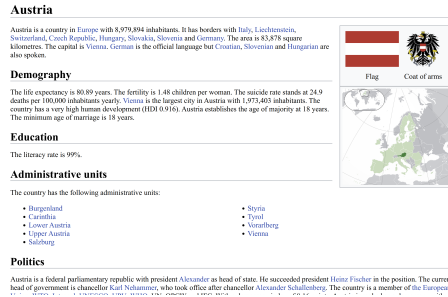 Austria
Austria is a country in Europe with 8,979,894 inhabitants. It has borders with Italy, Liechtenstein,
Switzerland, Czech Republic, Hungary, Slovakia, Slovenia and Germany. The area is 83,878 square
kilometres. The capital is Vienna. German is the official language but Croatian, Slovenian and Hungarian are
also spoken.
Flag
Coat of arms
Demography
The life expectancy is 80.89 years. The fertility is 1.48 children per woman. The suicide rate stands at 24.9
deaths per 100,000 inhabitants yearly. Vienna is the largest city in Austria with 1,973,403 inhabitants. The
country has a very high human development (HDI 0.916). Austria establishes the age of majority at 18 years.
The minimum age of marriage is 18 years.
Education
The literacy rate is 99%.
Administrative units
The country has the following administrative units:
Burgenland
Carinthia
Lower Austria
Upper Austria
Salzburg
Styria
Tyrol
Vorarlberg
Vienna
Politics
Austria is a federal parliamentary republic with president Alexander as head of state. He succeeded president Heinz Fischer in the position. The curren
head of government is chancellor Karl Nehammer, who took office after chancellor Alexander Schallenberg. The country is a member of the Europea